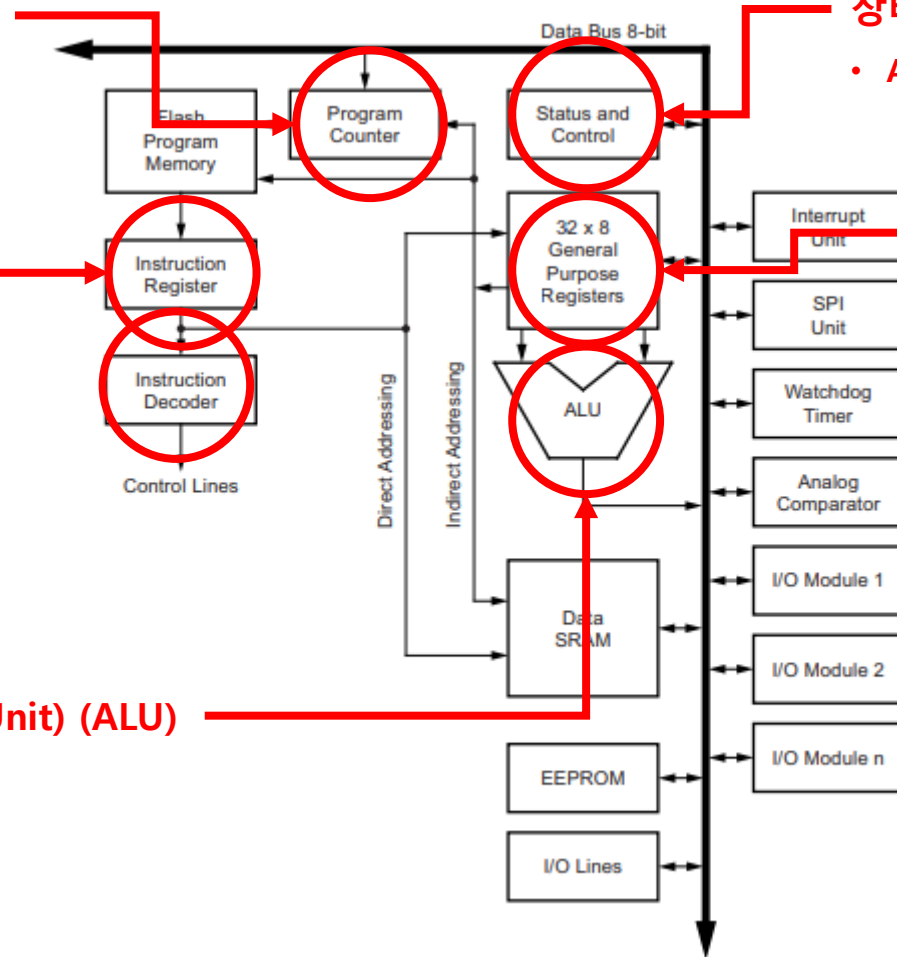 Data Bus 8-bit
• A
Flash
Program
Memory
Program
Counter
Status and
Control
Instruction
Register
32 x 8
General
Purpose
Registers
Interrupt
Unit
SPI
Unit
Instruction
Decoder
ALU
Watchdog
Timer
Control Lines
Direct Addressing
Indirect Addressing
Analog
Comparator
I/O Module 1
Data
SRAM
I/O Module 2
Unit) (ALU)
I/O Module n
EEPROM
I/O Lines